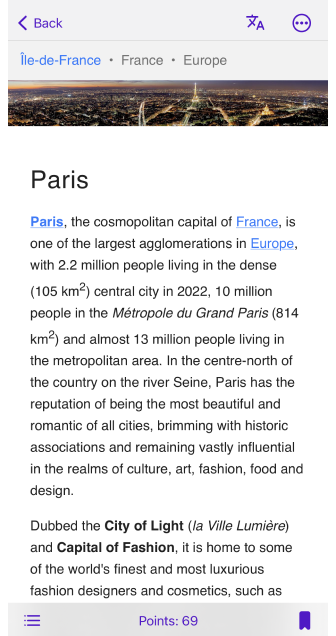 Back
Île-de-France • France • Europe
Paris
Paris, the cosmopolitan capital of France, is
one of the largest agglomerations in Europe,
with 2.2 million people living in the dense
(105 km²) central city in 2022, 10 million
people in the Métropole du Grand Paris (814
km²) and almost 13 million people living in
the metropolitan area. In the centre-north of
the country on the river Seine, Paris has the
reputation of being the most beautiful and
romantic of all cities, brimming with historic
associations and remaining vastly influential
in the realms of culture, art, fashion, food and
design.
Dubbed the City of Light (la Ville Lumière)
and Capital of Fashion, it is home to some
of the world's finest and most luxurious
fashion designers and cosmetics, such as
Points: 69